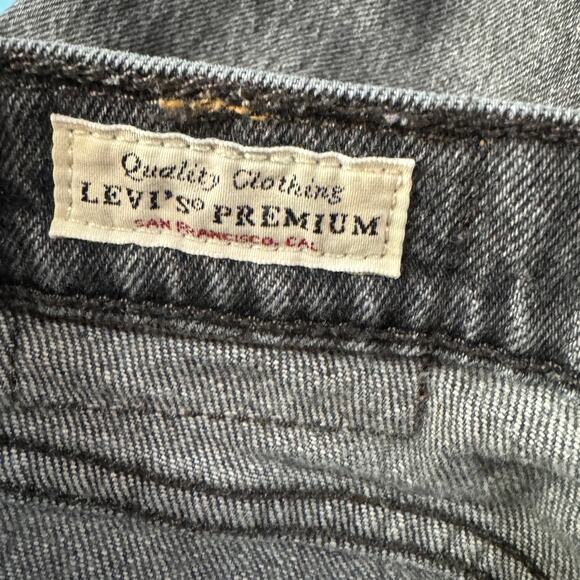 Quality Clothing
LEVI'S® PREMIUM
SAN FRANCISCO, CAL